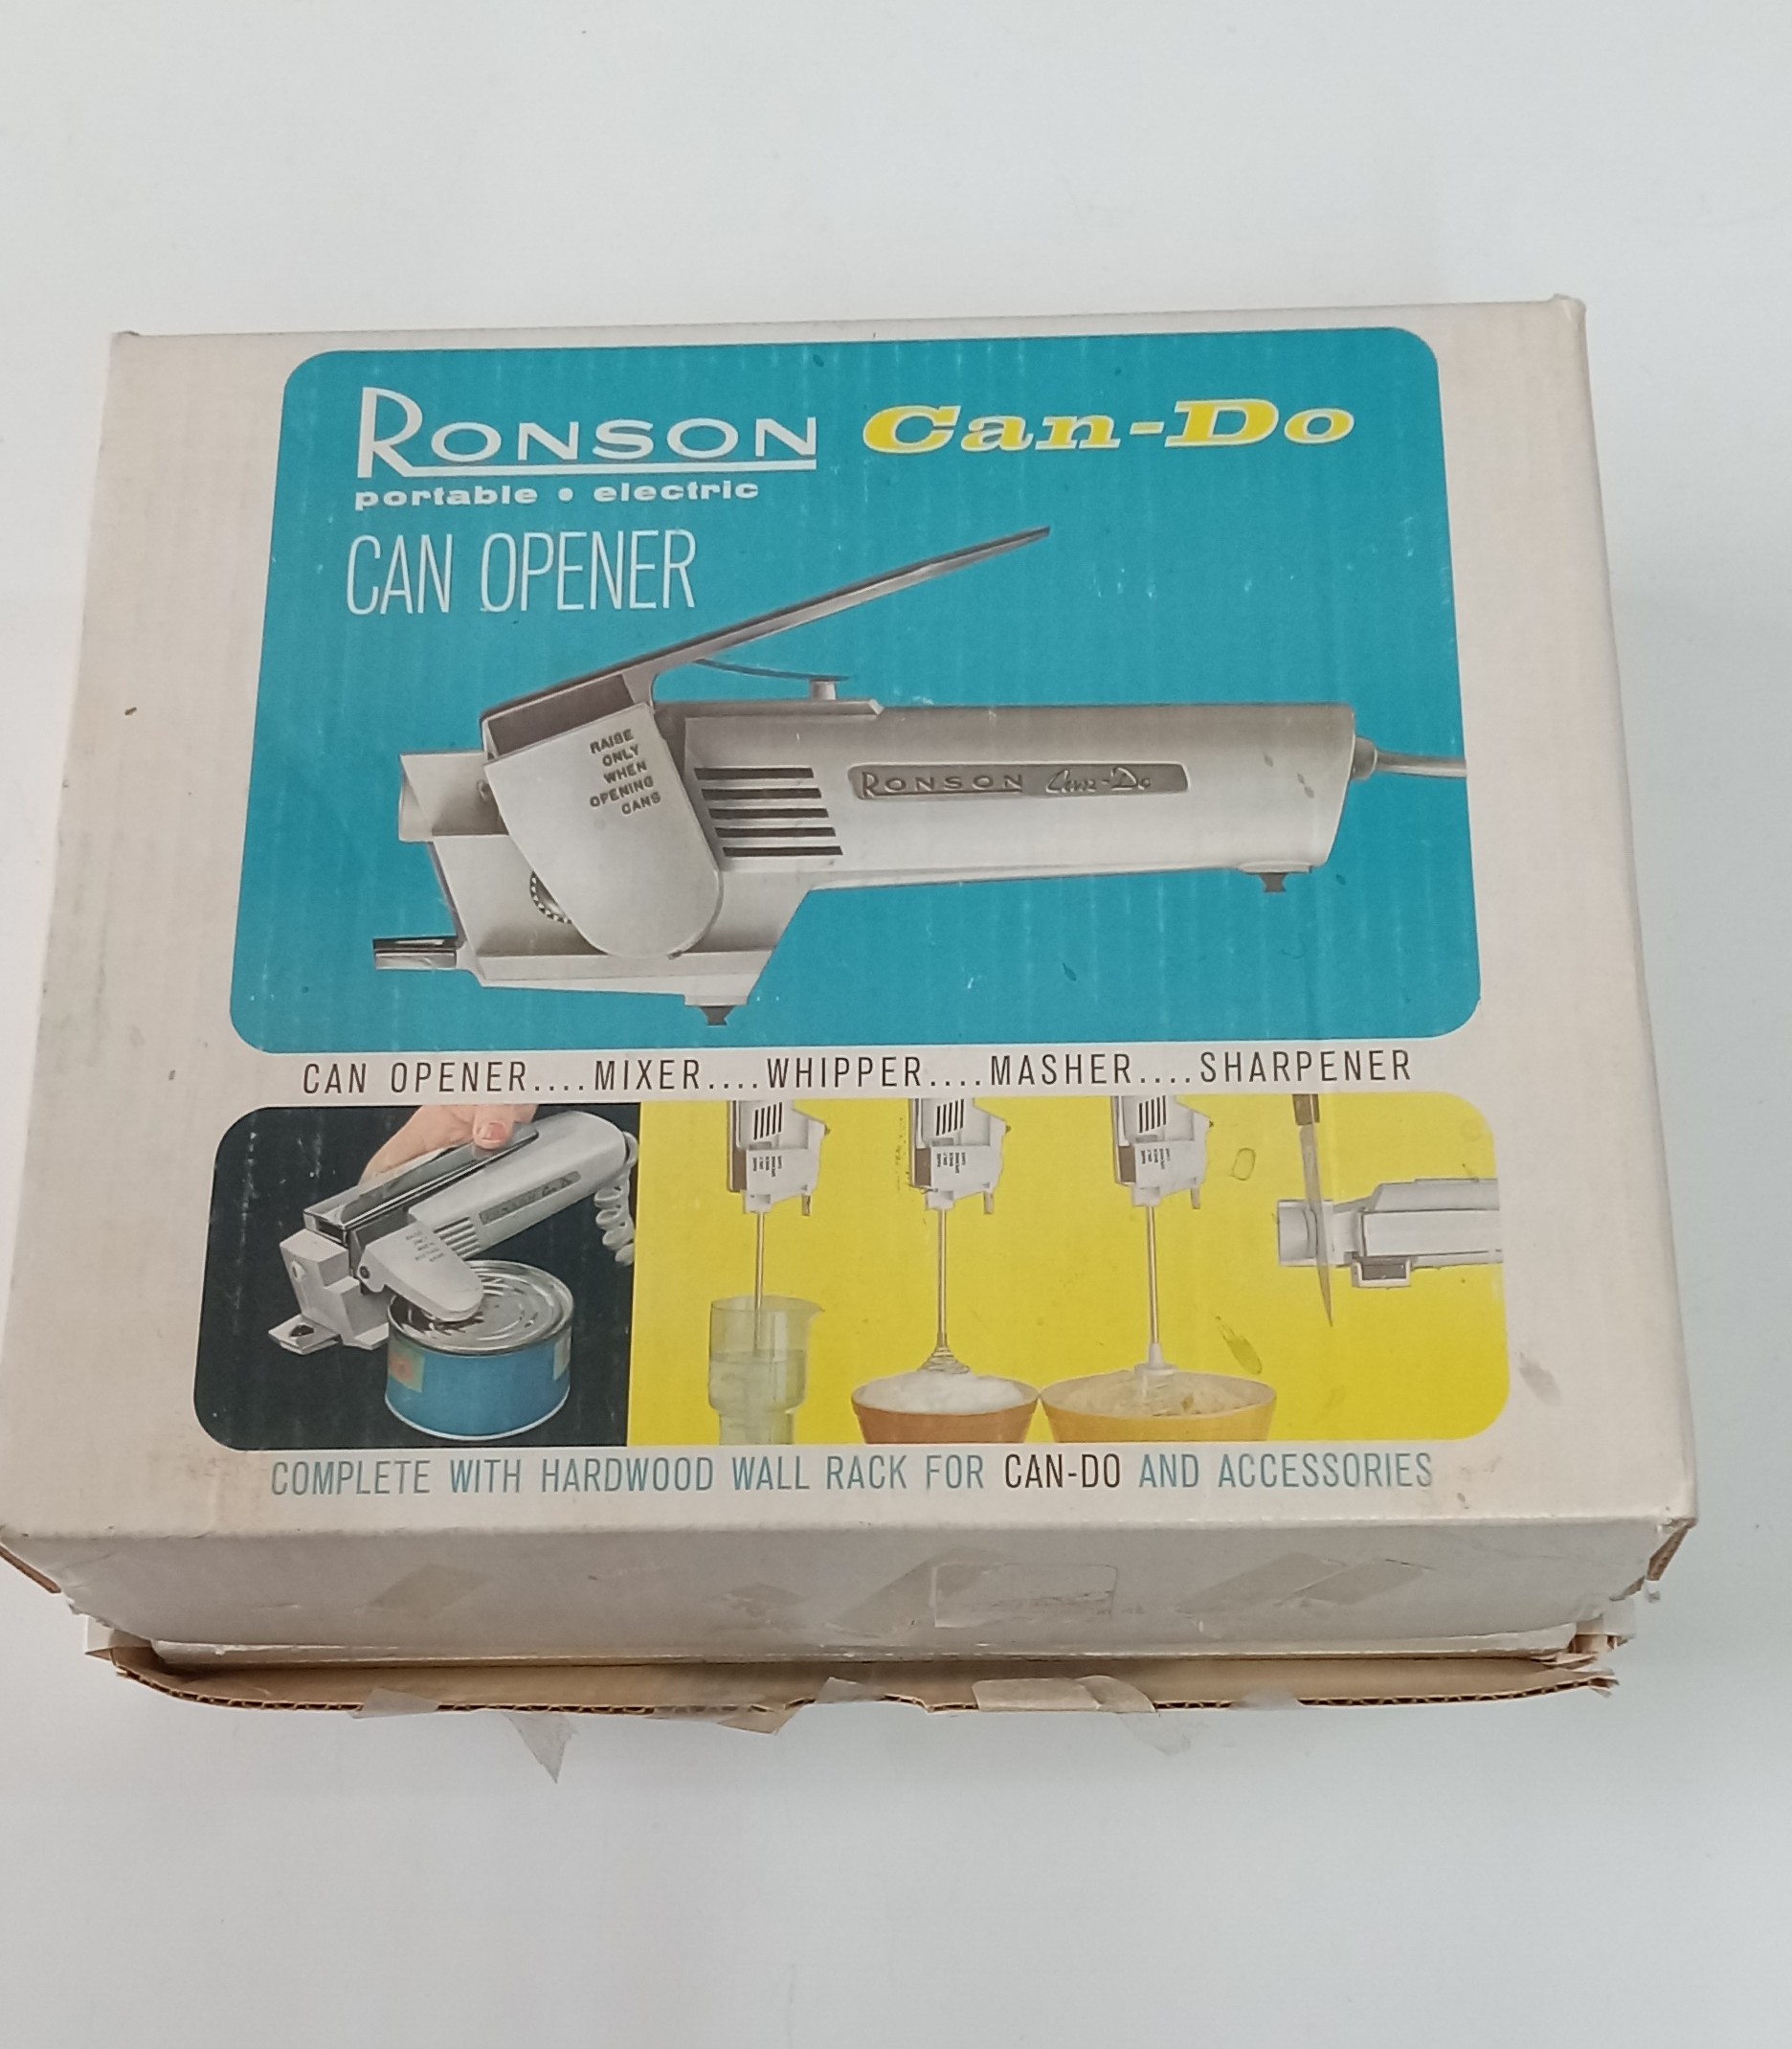 RONSON Can-Do
portable • electric
CAN OPENER
RAISE
ONLY
WHEN
OPENING
CANS
RONSON Can-Do
CAN OPENER....MIXER....WHIPPER....MASHER....SHARPENER
COMPLETE WITH HARDWOOD WALL RACK FOR CAN-DO AND ACCESSORIES